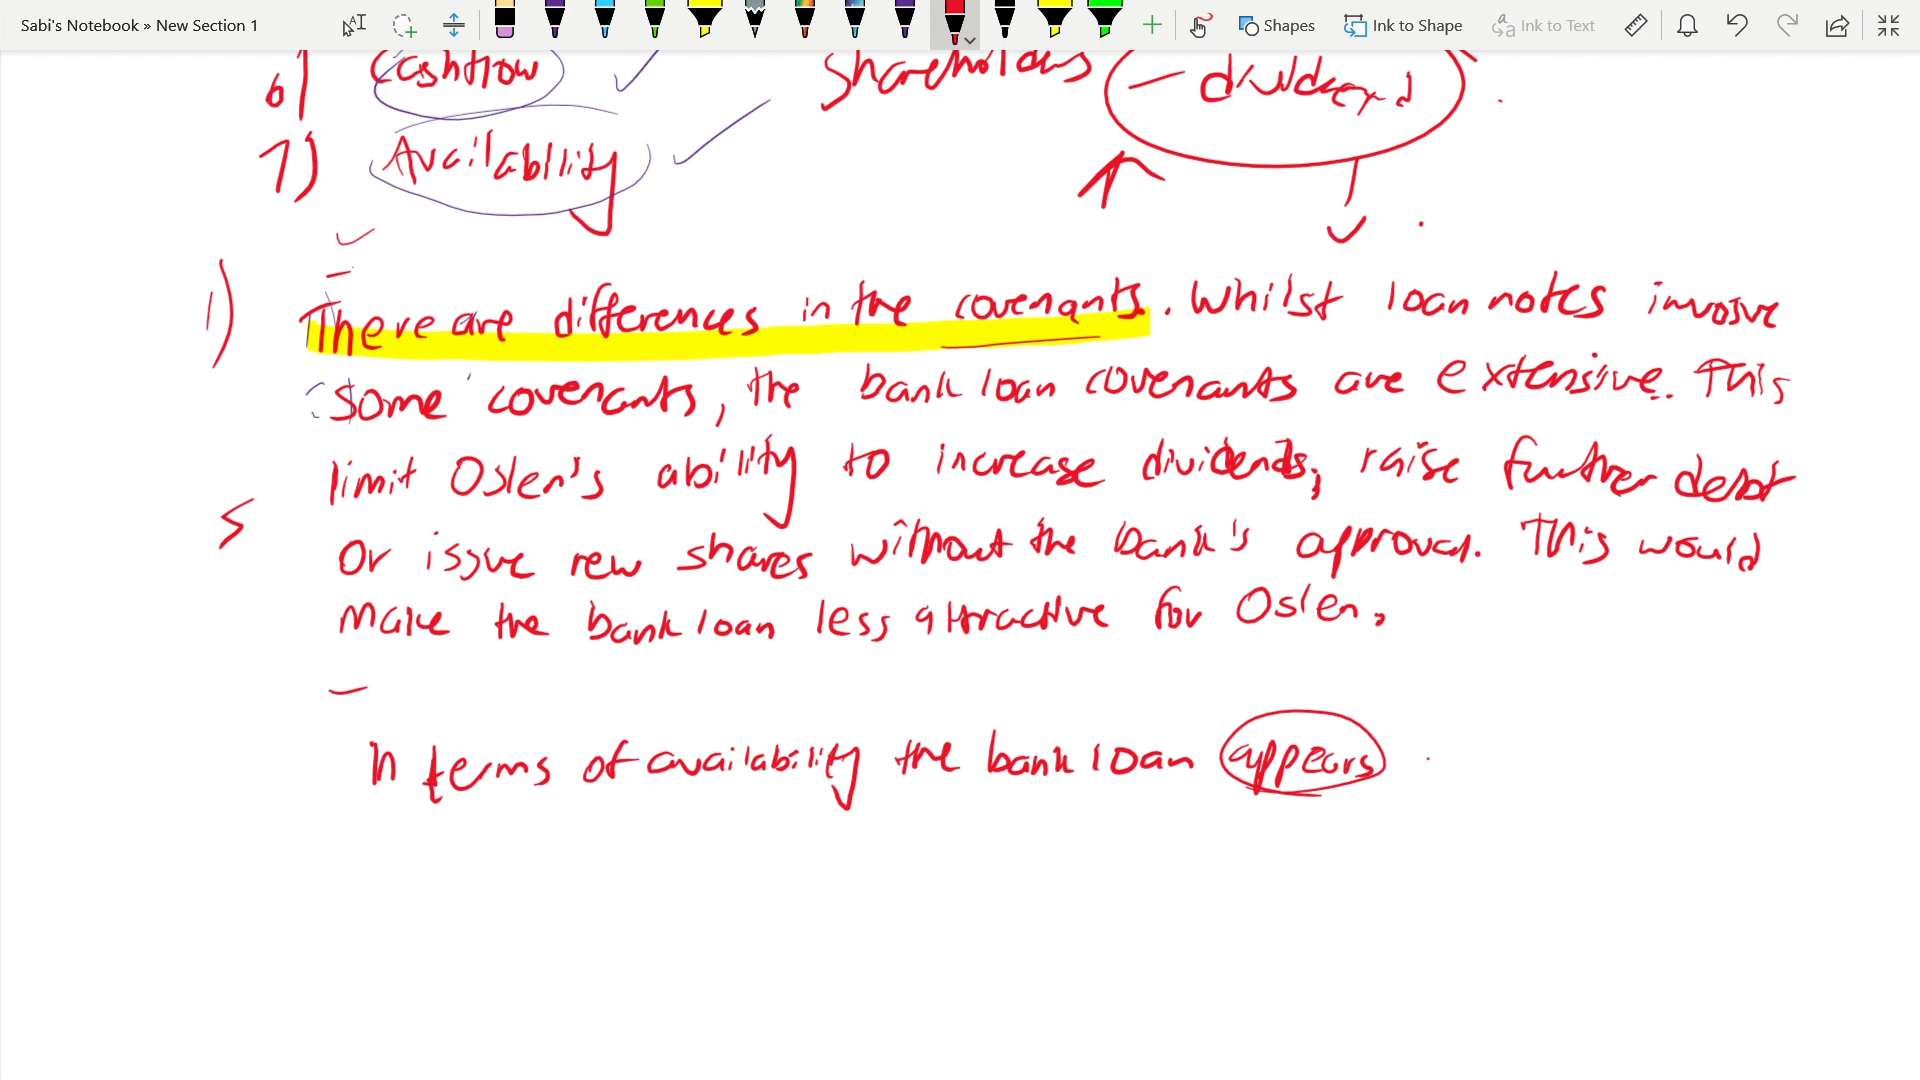 Sabi's Notebook » New Section 1
Shapes
Ink to Shape
Ink to Text
6) Cashflow
Shareholders
- dividend
7) Availability
1) There are differences in the covenants. Whilst loan notes involve
some covenants, the bank loan covenants are extensive. This
limit Oslen's ability to increase dividends, raise further debt
5 or issue new shares without the bank's approval. This would
make the bank loan less attractive for Oslen.
In terms of availability the bank loan appears